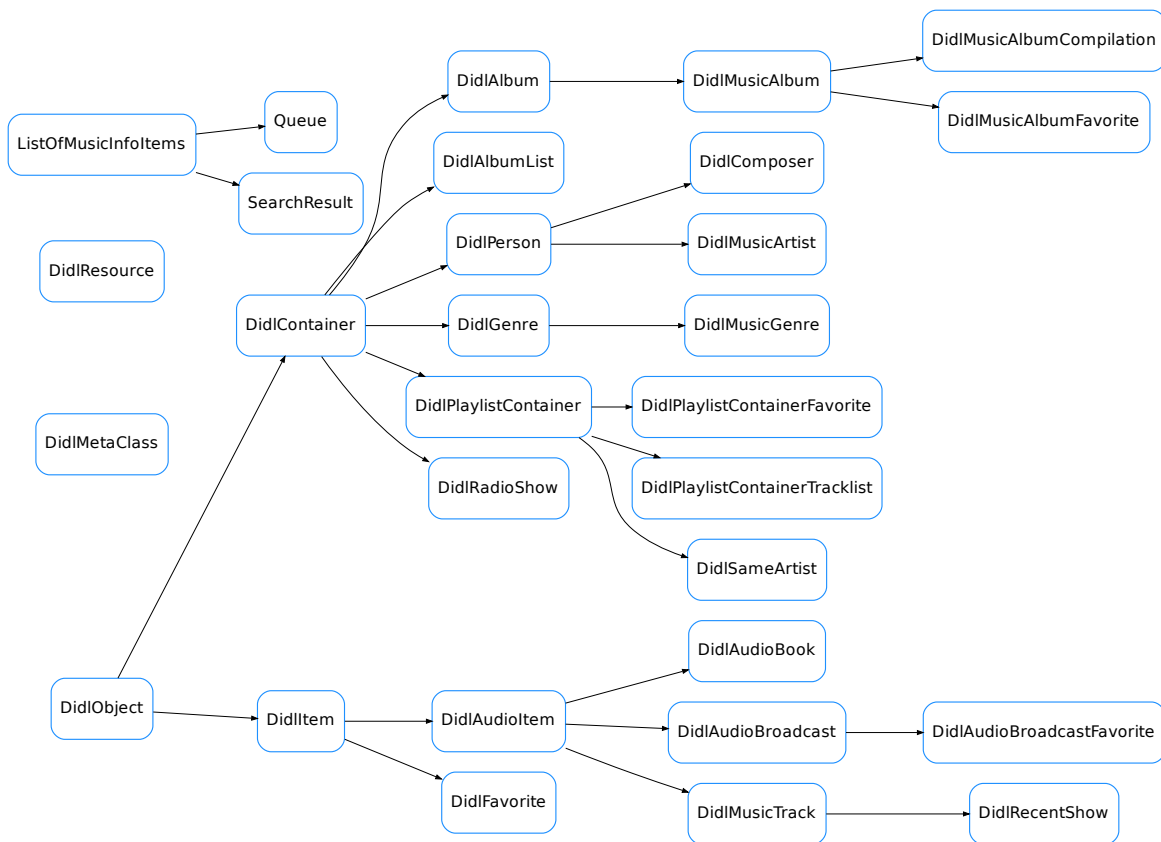 DidlMusicAlbumCompilation
DidlAlbum
DidlMusicAlbum
Queue
DidlMusicAlbumFavorite
ListOfMusicInfoItems
DidlAlbumList
DidlComposer
SearchResult
DidlPerson
DidlMusicArtist
DidlResource
DidlContainer
DidlGenre
DidlMusicGenre
DidlPlaylistContainer
DidlPlaylistContainerFavorite
DidlMetaClass
DidlRadioShow
DidlPlaylistContainerTracklist
DidlSameArtist
DidlAudioBook
DidlObject
DidlItem
DidlAudioItem
DidlAudioBroadcast
DidlAudioBroadcastFavorite
DidlFavorite
DidlMusicTrack
DidlRecentShow